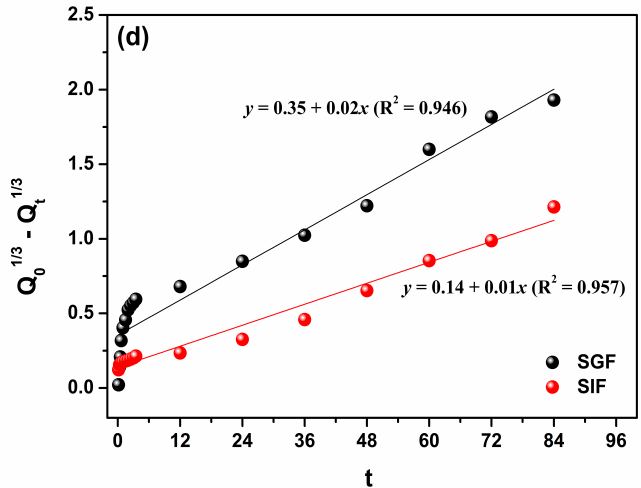 (d)
2.5
2.0
1.5
1.0
0.5
0.0
Q₀^1/3 - Qₜ^1/3
y = 0.35 + 0.02x (R² = 0.946)
y = 0.14 + 0.01x (R² = 0.957)
SGF
SIF
0 12 24 36 48 60 72 84 96
t